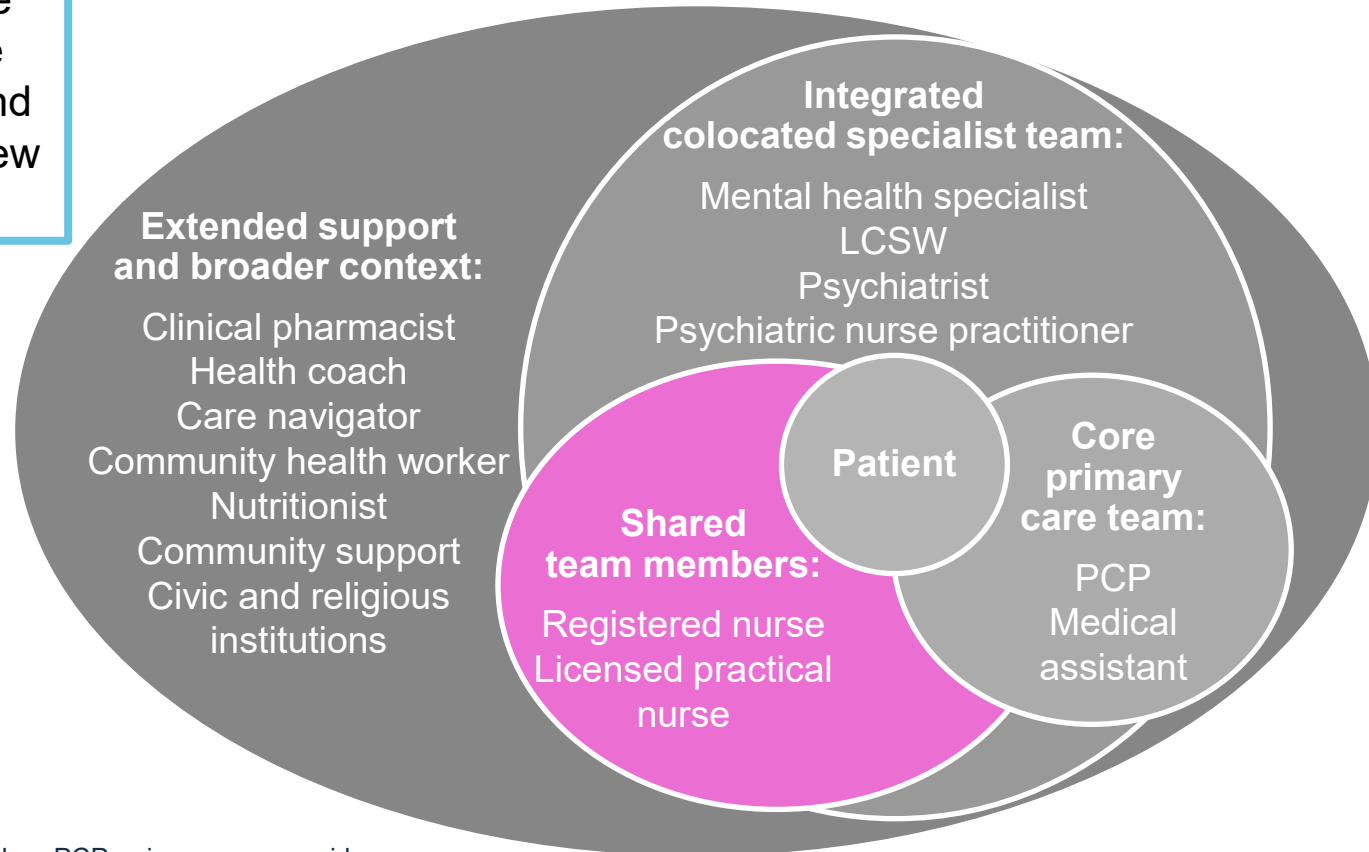 ew
Integrated
colocated specialist team:
Mental health specialist
LCSW
Psychiatrist
Psychiatric nurse practitioner
Extended support
and broader context:
Clinical pharmacist
Health coach
Care navigator
Community health worker
Nutritionist
Community support
Civic and religious
institutions
Patient
Shared
team members:
Registered nurse
Licensed practical
nurse
Core
primary
care team:
PCP
Medical
assistant